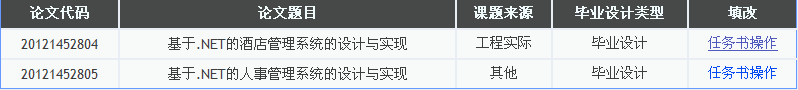 论文代码 论文题目 课题来源 毕业设计类型 填改
20121452804 基于.NET的酒店管理系统的设计与实现 工程实际 毕业设计 任务书操作
20121452805 基于.NET的人事管理系统的设计与实现 其他 毕业设计 任务书操作